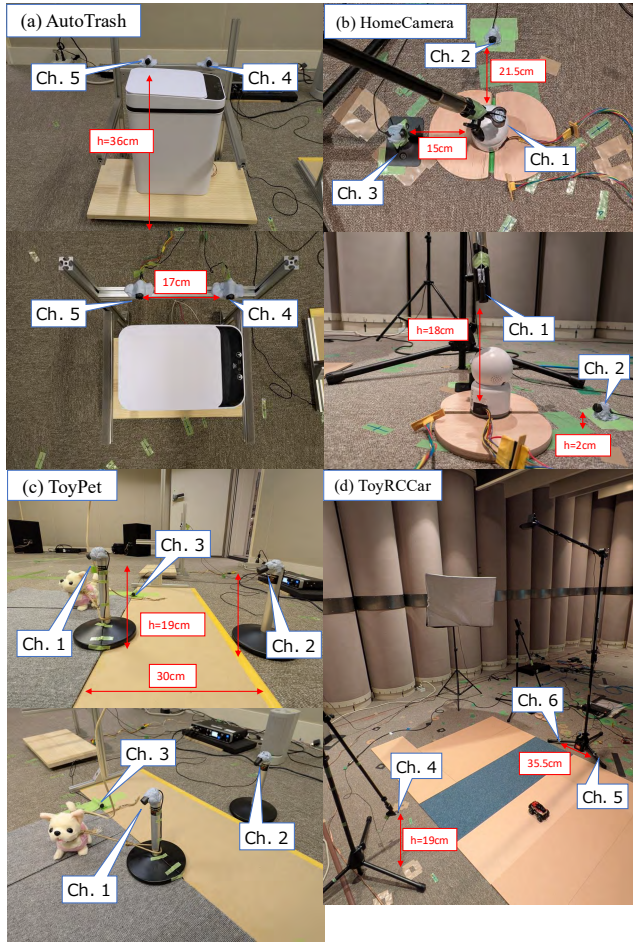 (a) AutoTrash
Ch. 5
Ch. 4
h=36cm
17cm
Ch. 5
Ch. 4
(b) HomeCamera
Ch. 2
21.5cm
Ch. 1
15cm
Ch. 3
h=18cm
Ch. 1
Ch. 2
h=2cm
(c) ToyPet
Ch. 3
Ch. 1
h=19cm
Ch. 2
30cm
Ch. 3
Ch. 2
Ch. 1
(d) ToyRCCar
Ch. 6
35.5cm
Ch. 4
Ch. 5
h=19cm